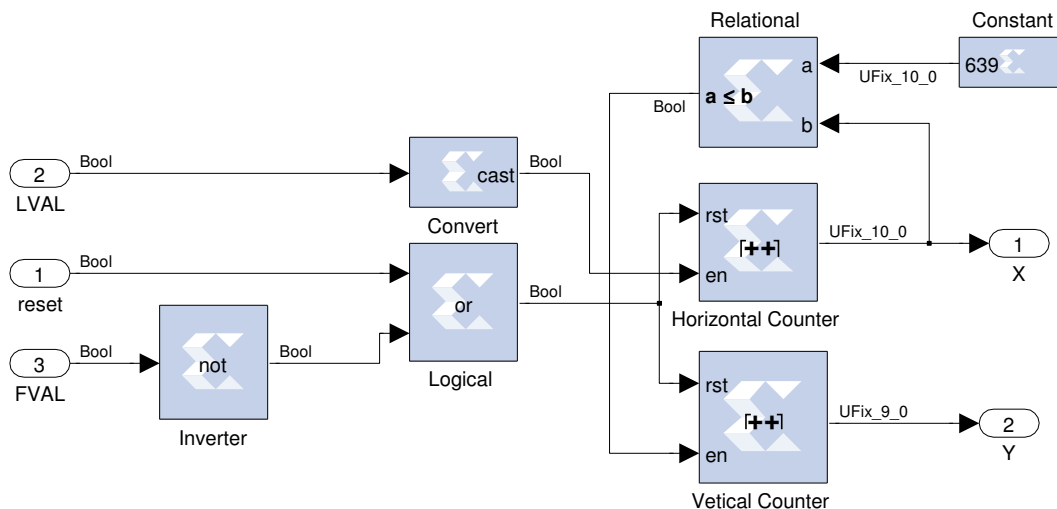 Relational
Constant
a
639
UFix_10_0
a ≤ b
Bool
b
Bool
2
LVAL
cast
Bool
Convert
rst
UFix_10_0
[++]
1
X
en
Bool
1
reset
or
Bool
Horizontal Counter
Bool
3
FVAL
not
Bool
Logical
Inverter
rst
UFix_9_0
[++]
2
Y
en
Vetical Counter